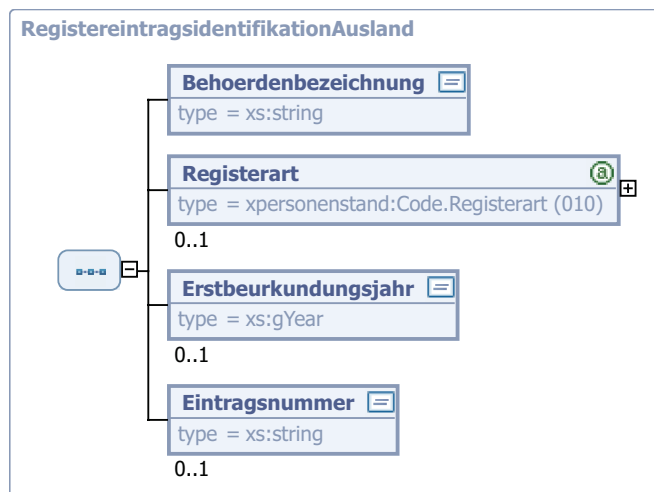 RegistereintragsidentifikationAusland
Behoerdenbezeichnung
type = xs:string
Registerart
type = xpersonenstand:Code.Registerart (010)
0..1
Erstbeurkundungsjahr
type = xs:gYear
0..1
Eintragsnummer
type = xs:string
0..1